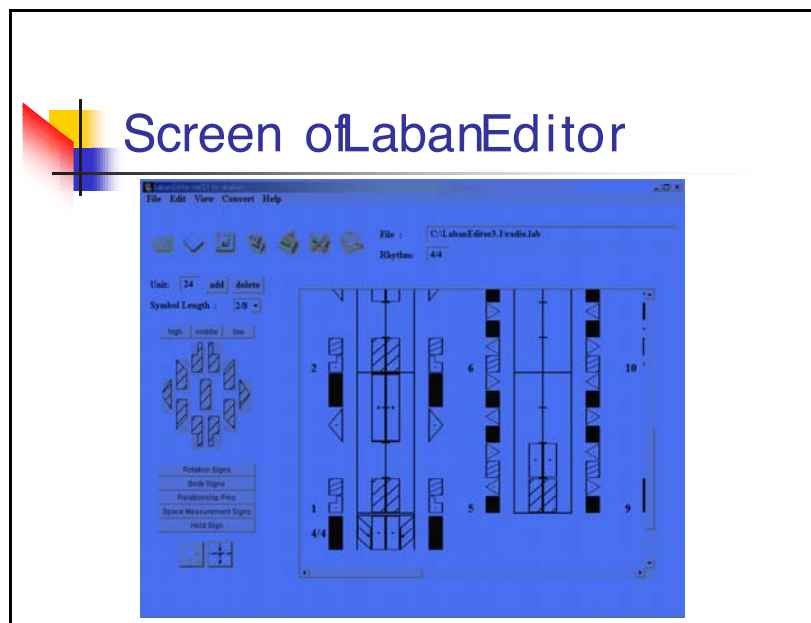 Screen ofLabanEditor
File Edit View Convert Help
File : C:\LabanEditor3.1\radio.lab
Rhythm: 4/4
Unit: 24 add delete
Symbol Length : 2/8
high middle low
Rotation Signs
Body Signs
Relationship Pins
Space Measurement Signs
Hold Sign
2 6 10
1 5 9
4/4